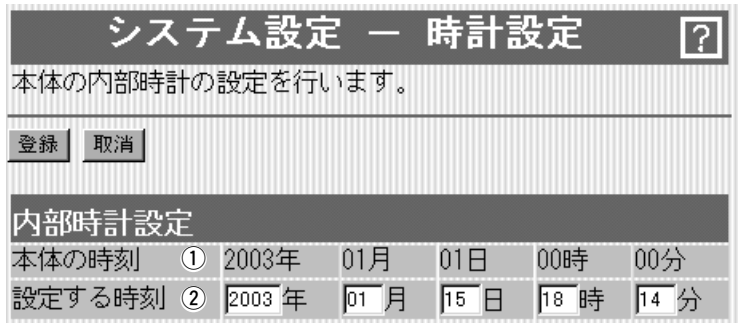 システム設定 － 時計設定 ?
本体の内部時計の設定を行います。
登録 取消
内部時計設定
本体の時刻 ① 2003年 01月 01日 00時 00分
設定する時刻 ② 2003 年 01 月 15 日 18 時 14 分